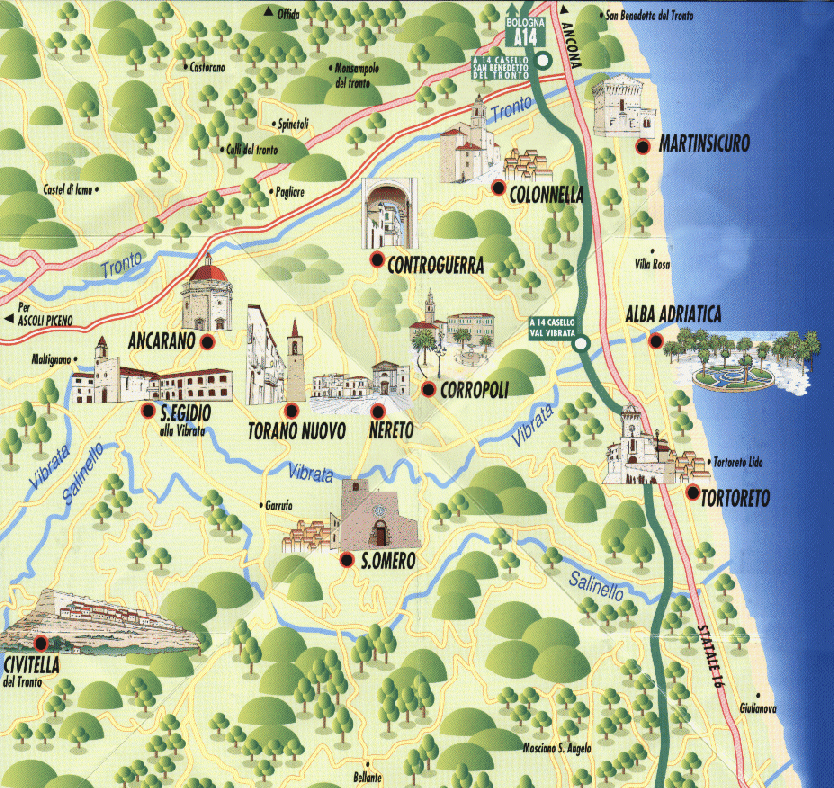 Offida
BOLOGNA
A14
ANCONA
San Benedetto del Tronto
A 14 CASELLO
SAN BENEDETTO
DEL TRONTO
Castorano
Monsampolo
del tronto
Tronto
Spinetoli
Colli del tronto
MARTINSICURO
Castel di lama
Pagliare
COLONNELLA
CONTROGUERRA
Villa Rosa
Tronto
Per
ASCOLI PICENO
ALBA ADRIATICA
A 14 CASELLO
VAL VIBRATA
ANCARANO
Maltignano
CORROPOLI
S.EGIDIO
alla Vibrata
TORANO NUOVO
NERETO
Vibrata
Vibrata
Vibrata
Salinello
Tortoreto Lido
TORTORETO
Garrufo
S.OMERO
Salinello
CIVITELLA
del Tronto
STATALE 16
Giulianova
Mosciano S. Angelo
Bellante